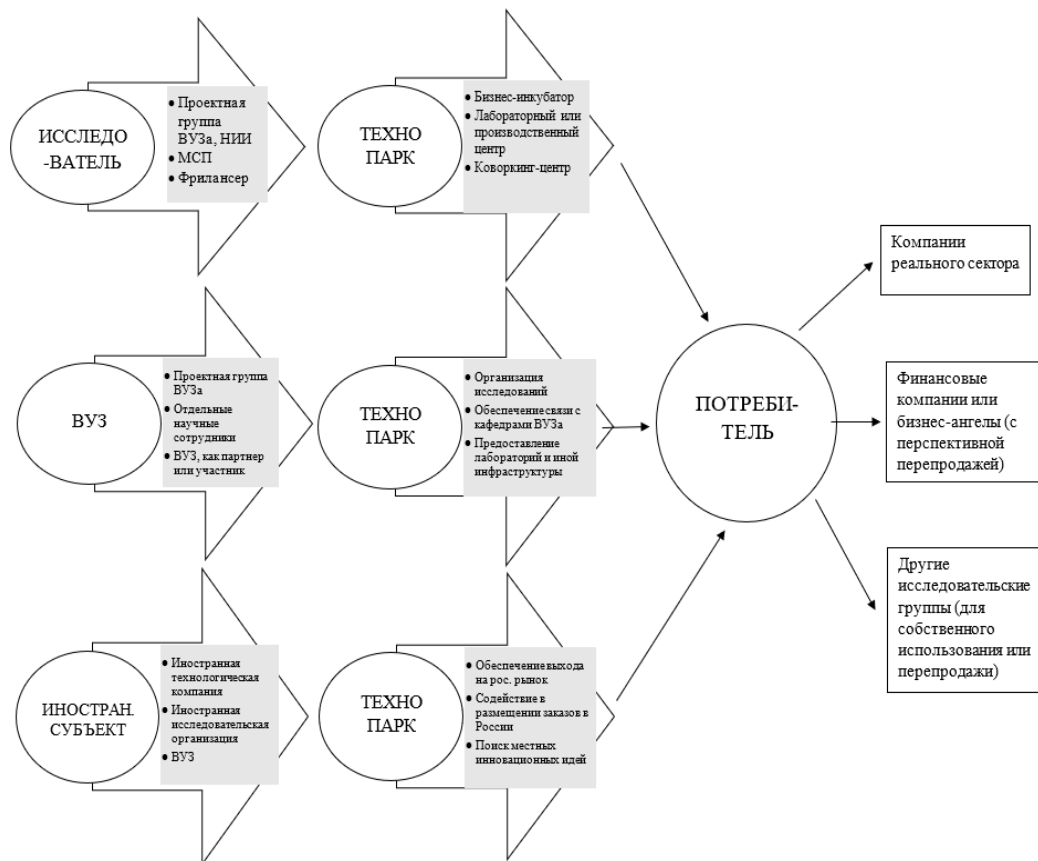 ИССЛЕДО
-ВАТЕЛЬ
• Проектная
группа
ВУЗа, НИИ
• МСП
• Фрилансер
ТЕХНО
ПАРК
• Бизнес-инкубатор
• Лабораторный или
производственный
центр
• Коворкинг-центр
ВУЗ
• Проектная группа
ВУЗа
• Отдельные
научные
сотрудники
• ВУЗ, как партнер
или участник
ТЕХНО
ПАРК
• Организация
исследований
• Обеспечение связи с
кафедрами ВУЗа
• Предоставление
лабораторий и иной
инфраструктуры
ИНОСТРАН.
СУБЪЕКТ
• Иностранная
технологическая
компания
• Иностранная
исследовательская
организация
• ВУЗ
ТЕХНО
ПАРК
• Обеспечение выхода
на рос. рынок
• Содействие в
размещении заказов в
России
• Поиск местных
инновационных идей
ПОТРЕБИ-
ТЕЛЬ
Компании
реального сектора
Финансовые
компании или
бизнес-ангелы (с
перспективной
перепродажей)
Другие
исследовательские
группы (для
собственного
использования или
перепродажи)